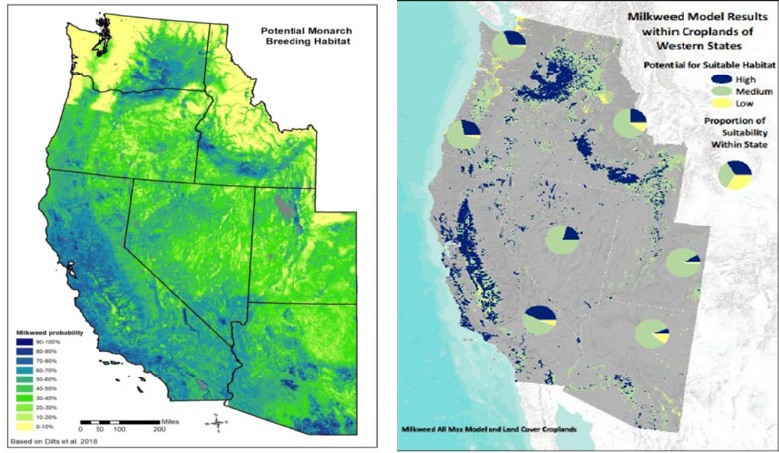 Potential Monarch
Breeding Habitat
Milkweed probability
90-100%
80-90%
70-80%
60-70%
50-60%
40-50%
30-40%
20-30%
10-20%
0-10%
Miles
0 50 100 200
Based on Dilts et al. 2018
Milkweed Model Results
within Croplands of
Western States
Potential for Suitable Habitat
High
Medium
Low
Proportion of
Suitability
Within State
Milkweed All Max Model and Land Cover Croplands